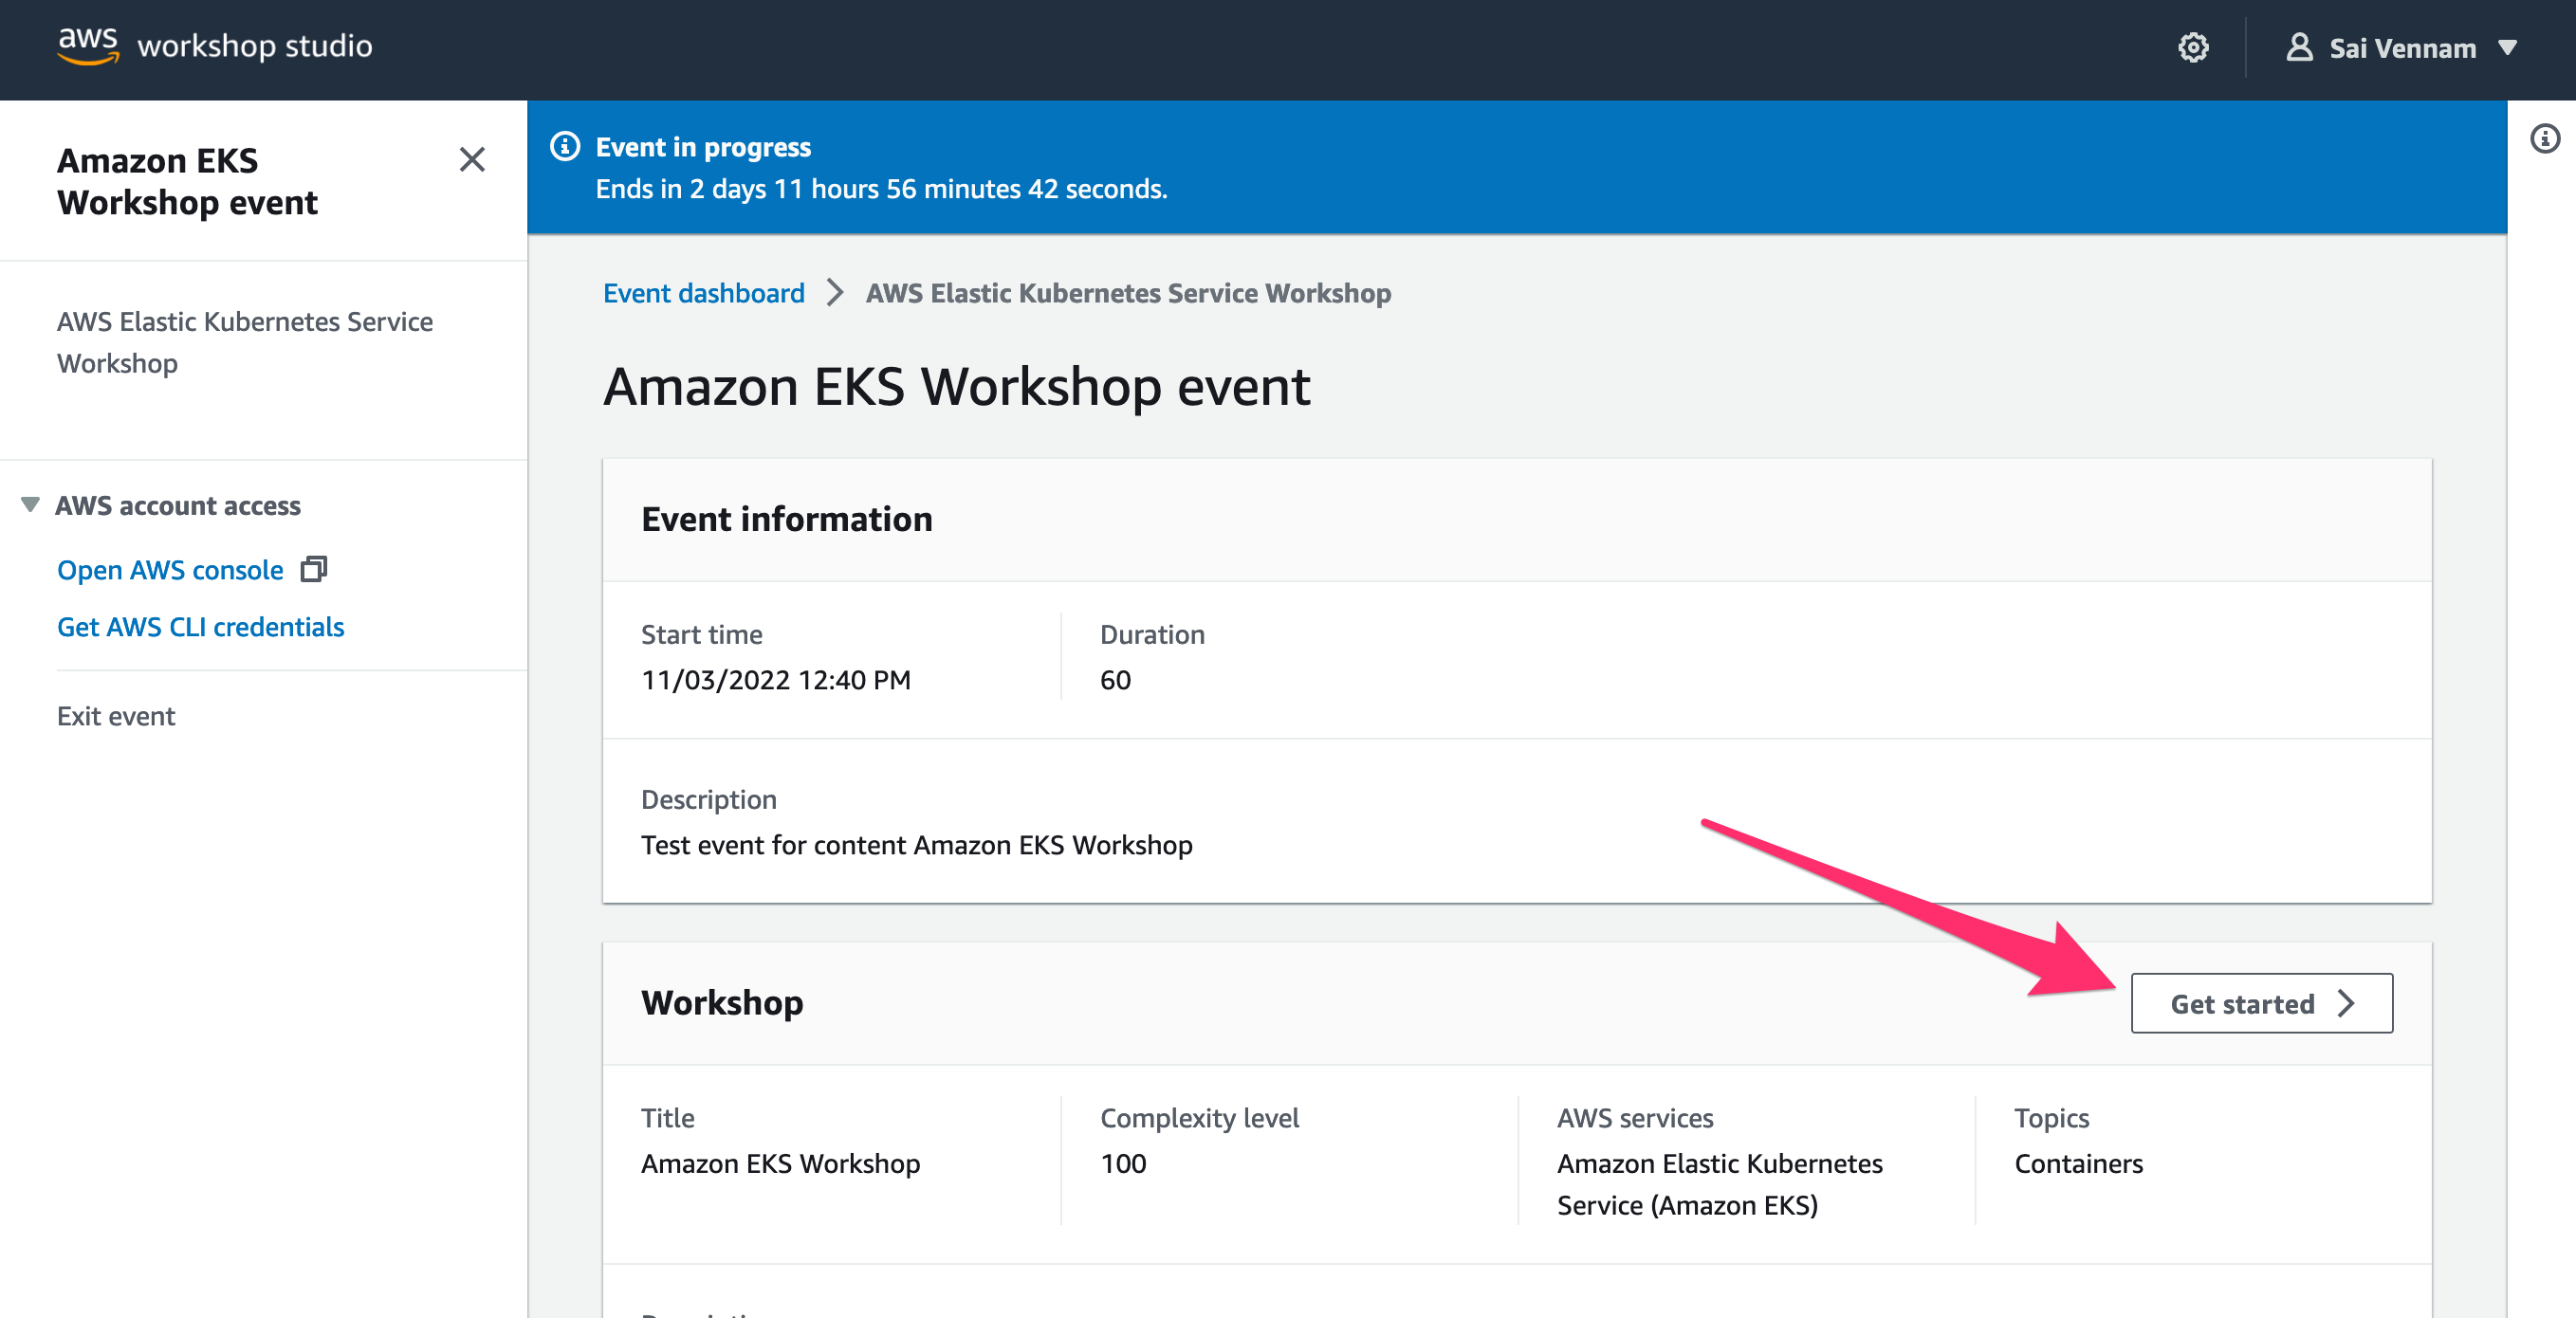 aws workshop studio
Sai Vennam
Amazon EKS
Workshop event
AWS Elastic Kubernetes Service
Workshop
AWS account access
Open AWS console
Get AWS CLI credentials
Exit event
Event in progress
Ends in 2 days 11 hours 56 minutes 42 seconds.
Event dashboard
AWS Elastic Kubernetes Service Workshop
Amazon EKS Workshop event
Event information
Start time
11/03/2022 12:40 PM
Duration
60
Description
Test event for content Amazon EKS Workshop
Workshop
Get started
Title
Amazon EKS Workshop
Complexity level
100
AWS services
Amazon Elastic Kubernetes
Service (Amazon EKS)
Topics
Containers